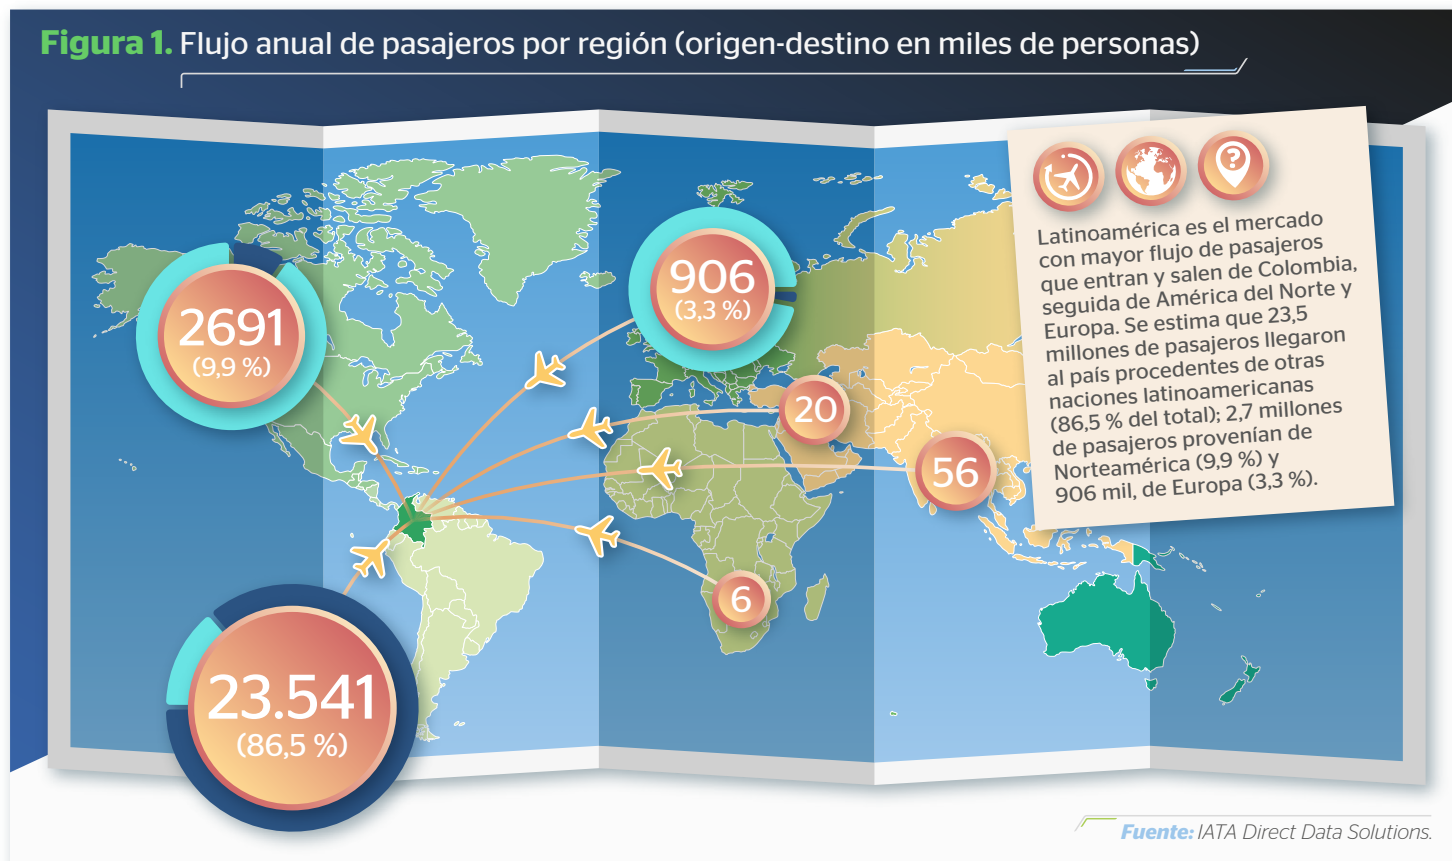 Figura 1. Flujo anual de pasajeros por región (origen-destino en miles de personas)
2691
(9,9 %)
906
(3,3 %)
20
56
6
23.541
(86,5 %)
?
Latinoamérica es el mercado
con mayor flujo de pasajeros
que entran y salen de Colombia,
seguida de América del Norte y
Europa. Se estima que 23,5
millones de pasajeros llegaron
al país procedentes de otras
naciones latinoamericanas
(86,5 % del total); 2,7 millones
de pasajeros provenían de
Norteamérica (9,9 %) y
906 mil, de Europa (3,3 %).
Fuente: IATA Direct Data Solutions.